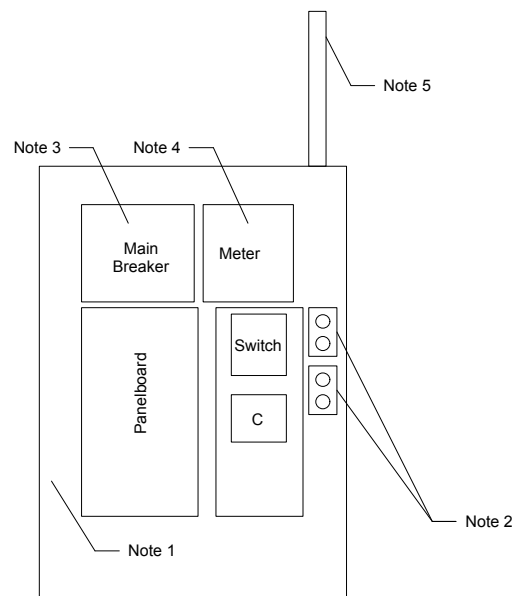 Note 5
Note 3
Note 4
Main
Breaker
Meter
Switch
Panelboard
C
Note 2
Note 1